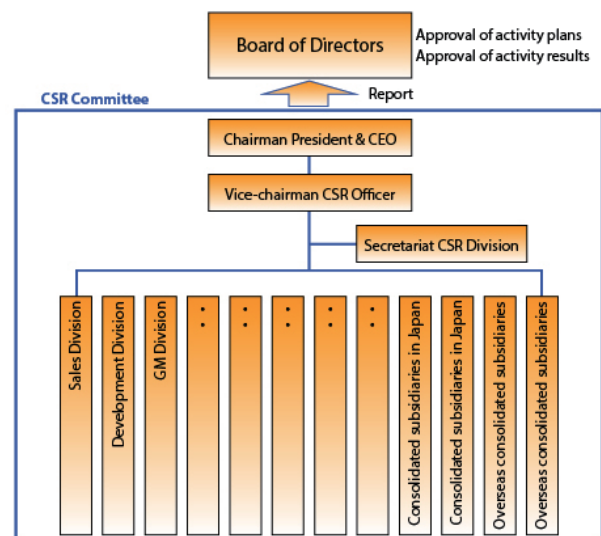 Board of Directors
Approval of activity plans
Approval of activity results
Report
CSR Committee
Chairman President & CEO
Vice-chairman CSR Officer
Secretariat CSR Division
Sales Division
Development Division
GM Division
: 
:
:
:
:
Consolidated subsidiaries in Japan
Consolidated subsidiaries in Japan
Overseas consolidated subsidiaries
Overseas consolidated subsidiaries